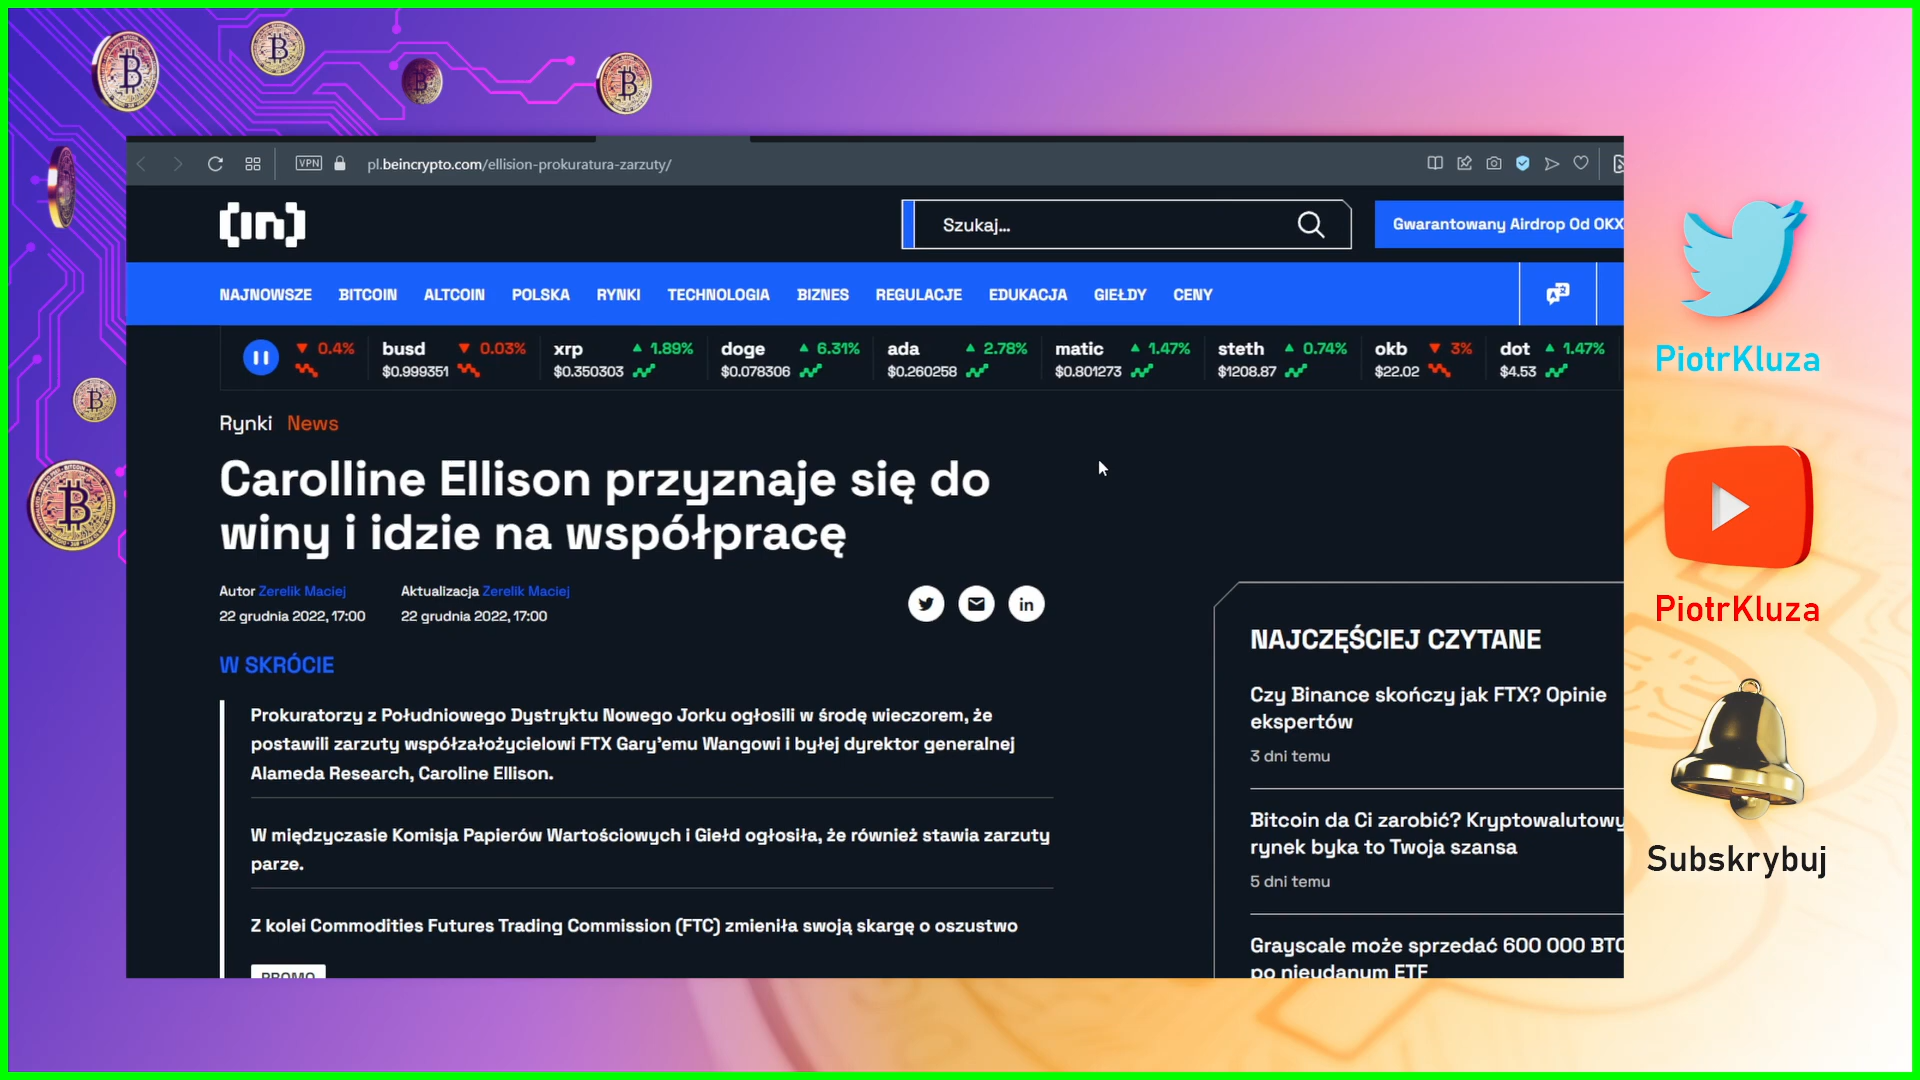 VPN
pl.beincrypto.com/ellision-prokuratura-zarzuty/
[in]
Szukaj...
Gwarantowany Airdrop Od OKX
NAJNOWSZE BITCOIN ALTCOIN POLSKA RYNKI TECHNOLOGIA BIZNES REGULACJE EDUKACJA GIEŁDY CENY
0.4% busd 0.03% xrp 1.89% doge 6.31% ada 2.78% matic 1.47% steth 0.74% okb 3% dot 1.47%
$0.999351 $0.350303 $0.078306 $0.260258 $0.801273 $1208.87 $22.02 $4.53
Rynki News
Carolline Ellison przyznaje się do
winy i idzie na współpracę
Autor Zerelik Maciej Aktualizacja Zerelik Maciej
22 grudnia 2022, 17:00 22 grudnia 2022, 17:00
in
W SKRÓCIE
Prokuratorzy z Południowego Dystryktu Nowego Jorku ogłosili w środę wieczorem, że
postawili zarzuty współzałożycielowi FTX Gary'emu Wangowi i byłej dyrektor generalnej
Alameda Research, Caroline Ellison.
W międzyczasie Komisja Papierów Wartościowych i Giełd ogłosiła, że również stawia zarzuty
parze.
Z kolei Commodities Futures Trading Commission (FTC) zmieniła swoją skargę o oszustwo
PROMO
NAJCZĘŚCIEJ CZYTANE
Czy Binance skończy jak FTX? Opinie
ekspertów
3 dni temu
Bitcoin da Ci zarobić? Kryptowalutowy
rynek byka to Twoja szansa
5 dni temu
Grayscale może sprzedać 600 000 BTC
po nieudanym ETF
PiotrKluza
PiotrKluza
Subskrybuj